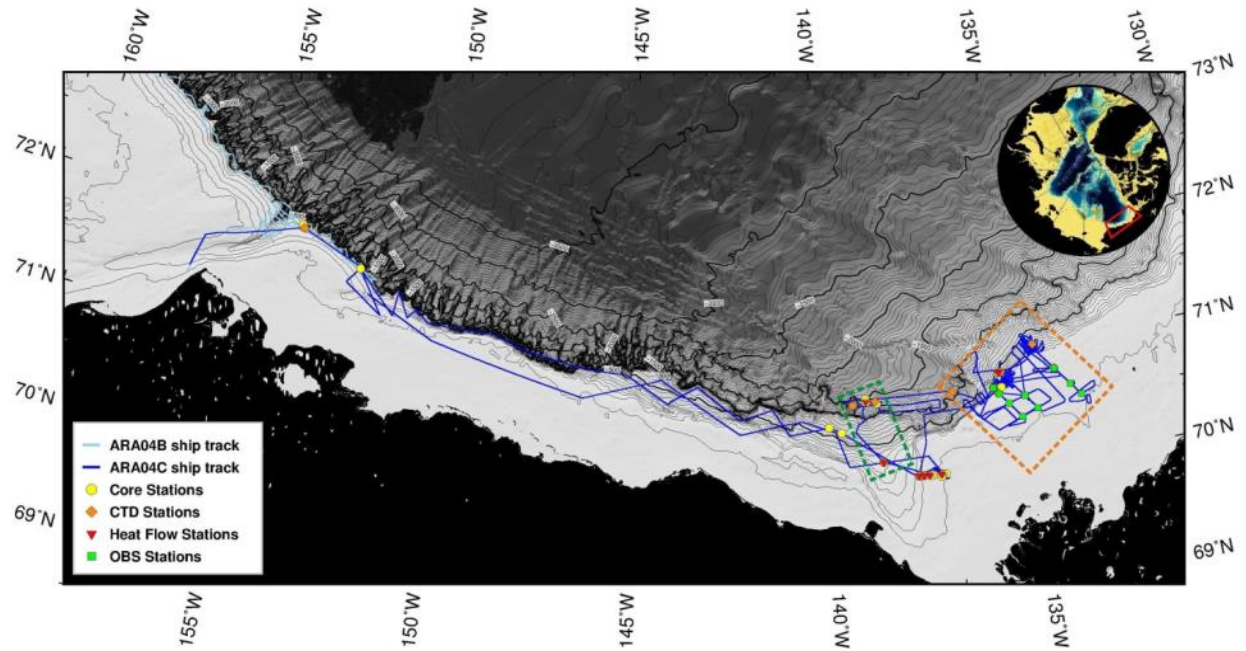 160°W 155°W 150°W 145°W 140°W 135°W 130°W
73°N
72°N
72°N
71°N
71°N
70°N
70°N
69°N
69°N
ARA04B ship track
ARA04C ship track
Core Stations
CTD Stations
Heat Flow Stations
OBS Stations
155°W 150°W 145°W 140°W 135°W